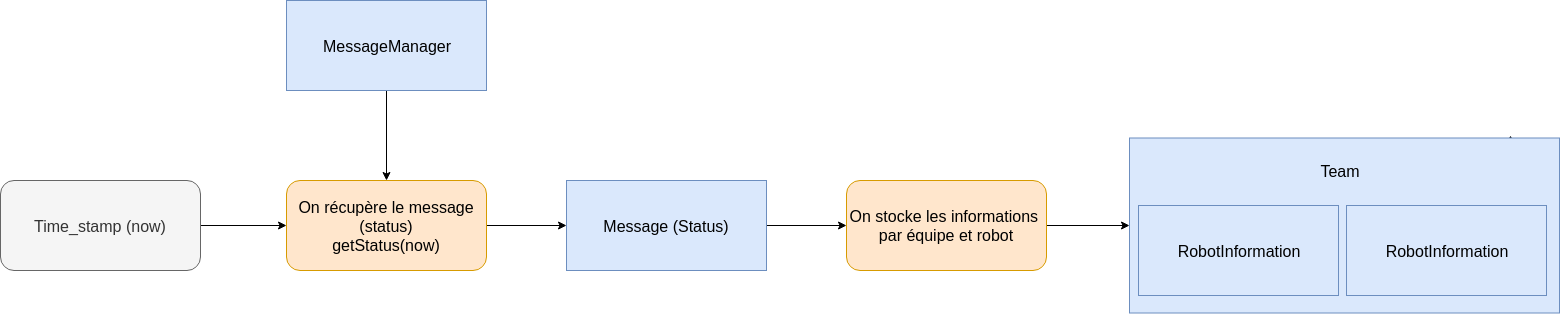 MessageManager
Time_stamp (now)
On récupère le message
(status)
getStatus(now)
Message (Status)
On stocke les informations
par équipe et robot
Team
RobotInformation
RobotInformation